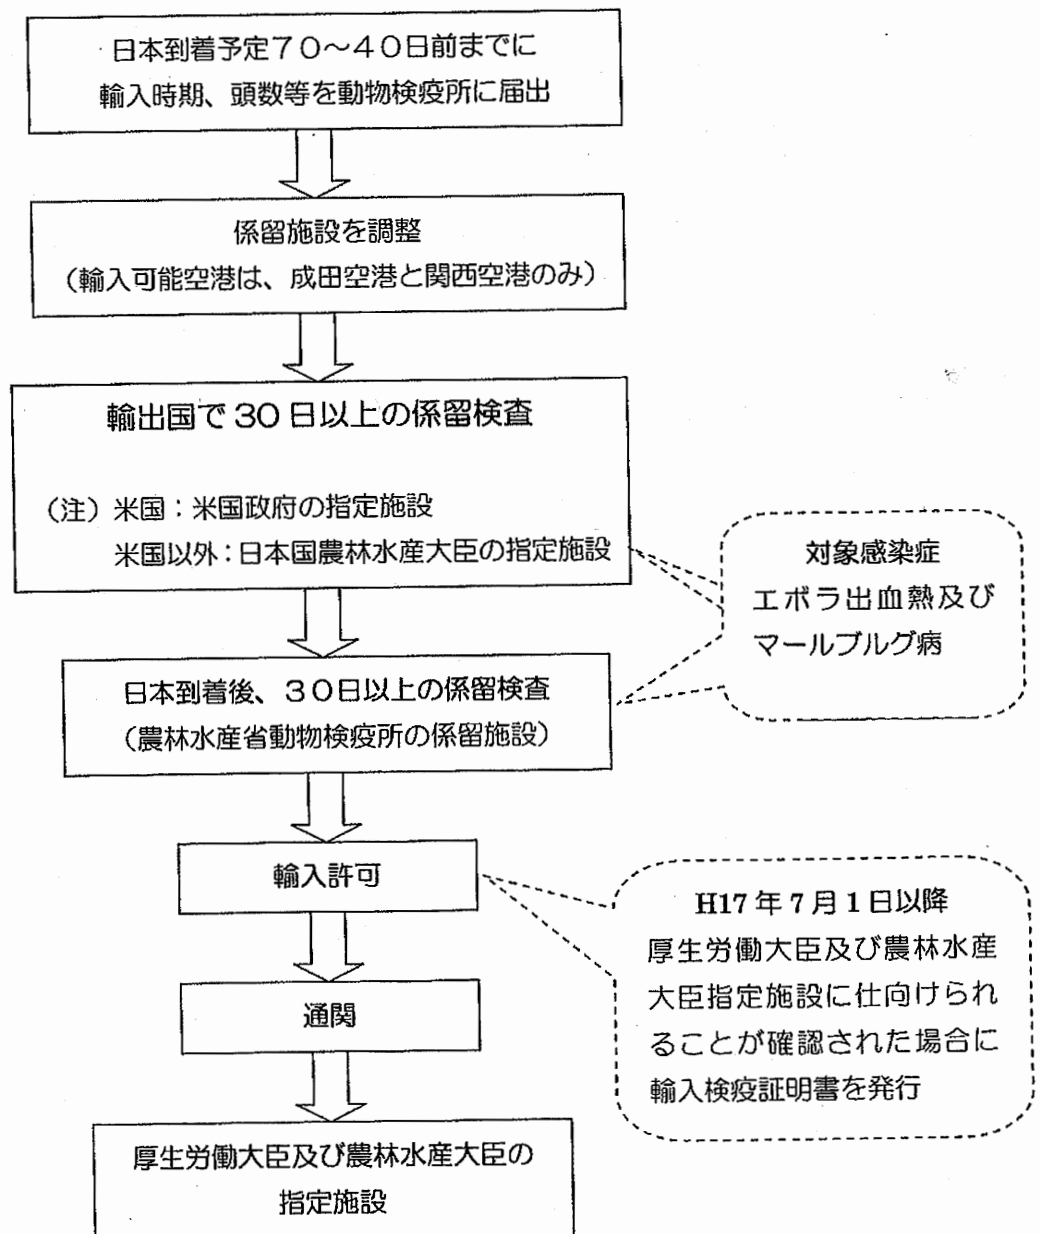 日本到着予定７０～４０日前までに
輸入時期、頭数等を動物検疫所に届出
係留施設を調整
（輸入可能空港は、成田空港と関西空港のみ）
輸出国で30日以上の係留検査
（注）米国：米国政府の指定施設
米国以外：日本国農林水産大臣の指定施設
対象感染症
エボラ出血熱及び
マールブルグ病
日本到着後、３０日以上の係留検査
（農林水産省動物検疫所の係留施設）
輸入許可
H17年7月1日以降
厚生労働大臣及び農林水産
大臣指定施設に仕向けられ
ることが確認された場合に
輸入検疫証明書を発行
通関
厚生労働大臣及び農林水産大臣の
指定施設